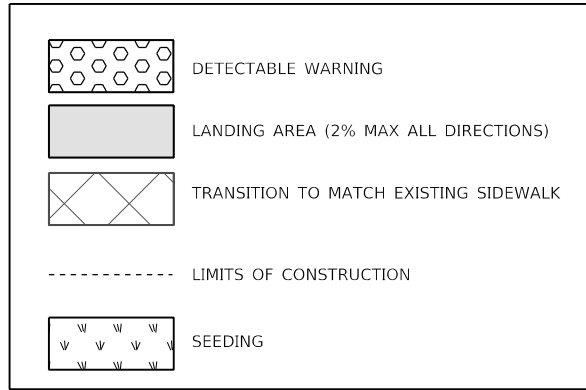 DETECTABLE WARNING
LANDING AREA (2% MAX ALL DIRECTIONS)
TRANSITION TO MATCH EXISTING SIDEWALK
LIMITS OF CONSTRUCTION
SEEDING